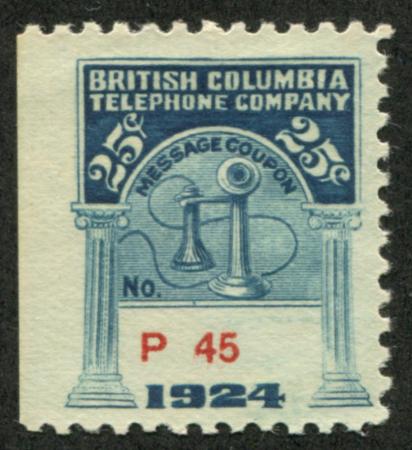 BRITISH COLUMBIA
TELEPHONE COMPANY
25¢ 25¢
MESSAGE COUPON
No.
P 45
1924